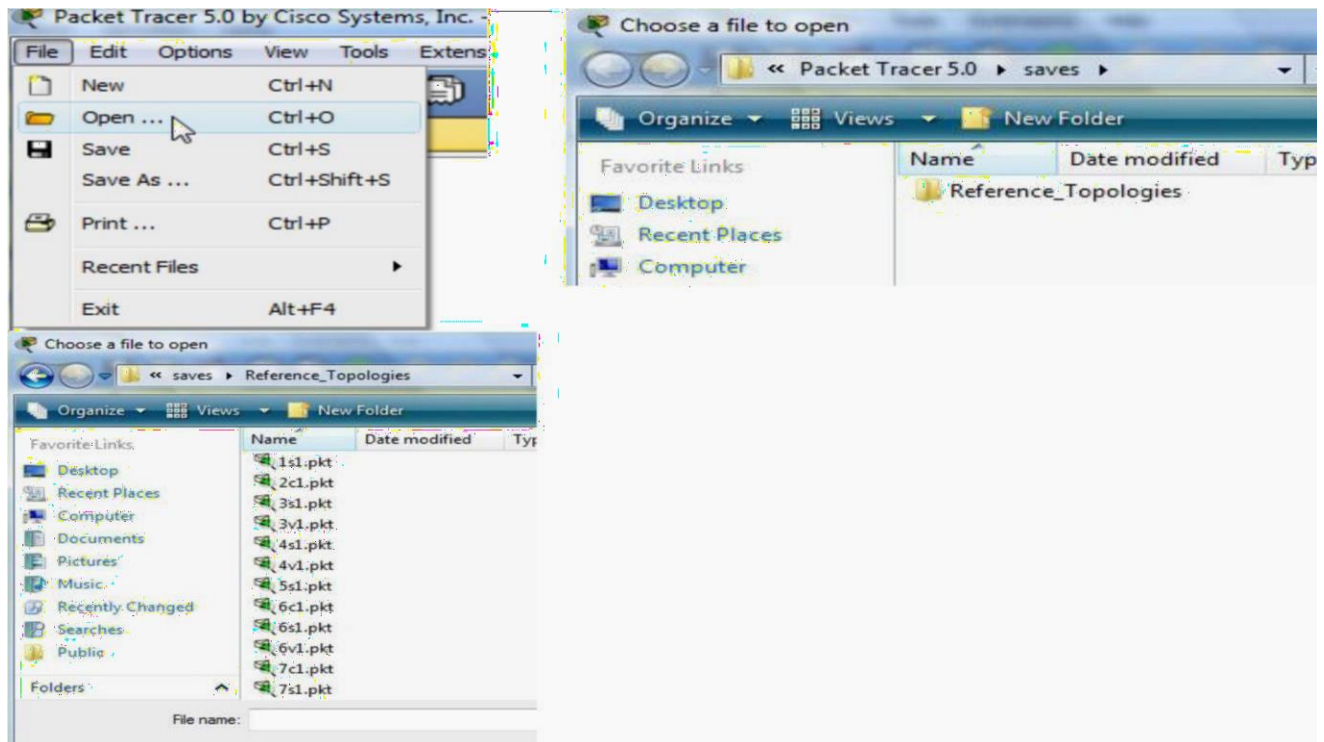 Packet Tracer 5.0 by Cisco Systems, Inc. -
File Edit Options View Tools Extens
New Ctrl+N
Open ... Ctrl+O
Save Ctrl+S
Save As ... Ctrl+Shift+S
Print ... Ctrl+P
Recent Files
Exit Alt+F4
Choose a file to open
« Packet Tracer 5.0 saves
Organize Views New Folder
Favorite Links
Name Date modified Typ
Desktop
Reference_Topologies
Recent Places
Computer
Choose a file to open
« saves Reference_Topologies
Organize Views New Folder
Favorite Links
Name Date modified Typ
Desktop
Recent Places
Computer
Documents
Pictures
Music
Recently Changed
Searches
Public
Folders
1s1.pkt
2c1.pkt
3s1.pkt
3v1.pkt
4s1.pkt
4v1.pkt
5s1.pkt
6c1.pkt
6s1.pkt
6v1.pkt
7c1.pkt
7s1.pkt
File name: